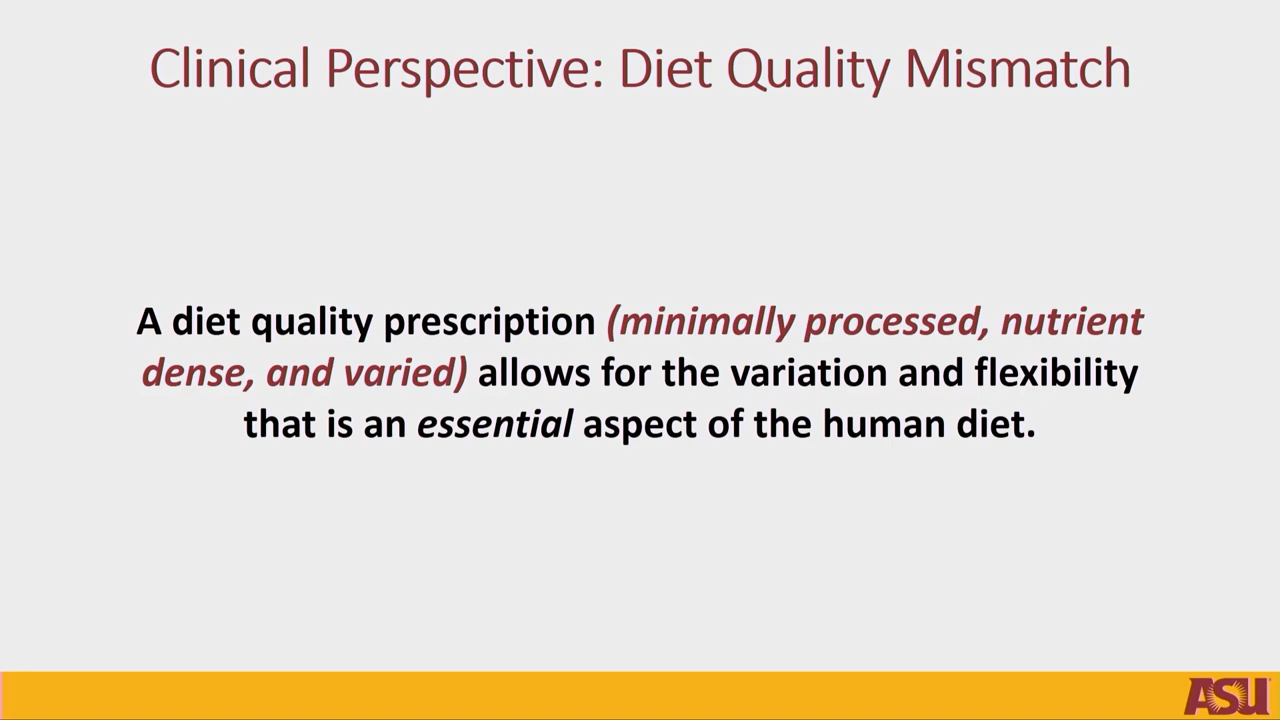 Clinical Perspective: Diet Quality Mismatch
A diet quality prescription (minimally processed, nutrient
dense, and varied) allows for the variation and flexibility
that is an essential aspect of the human diet.
ASU